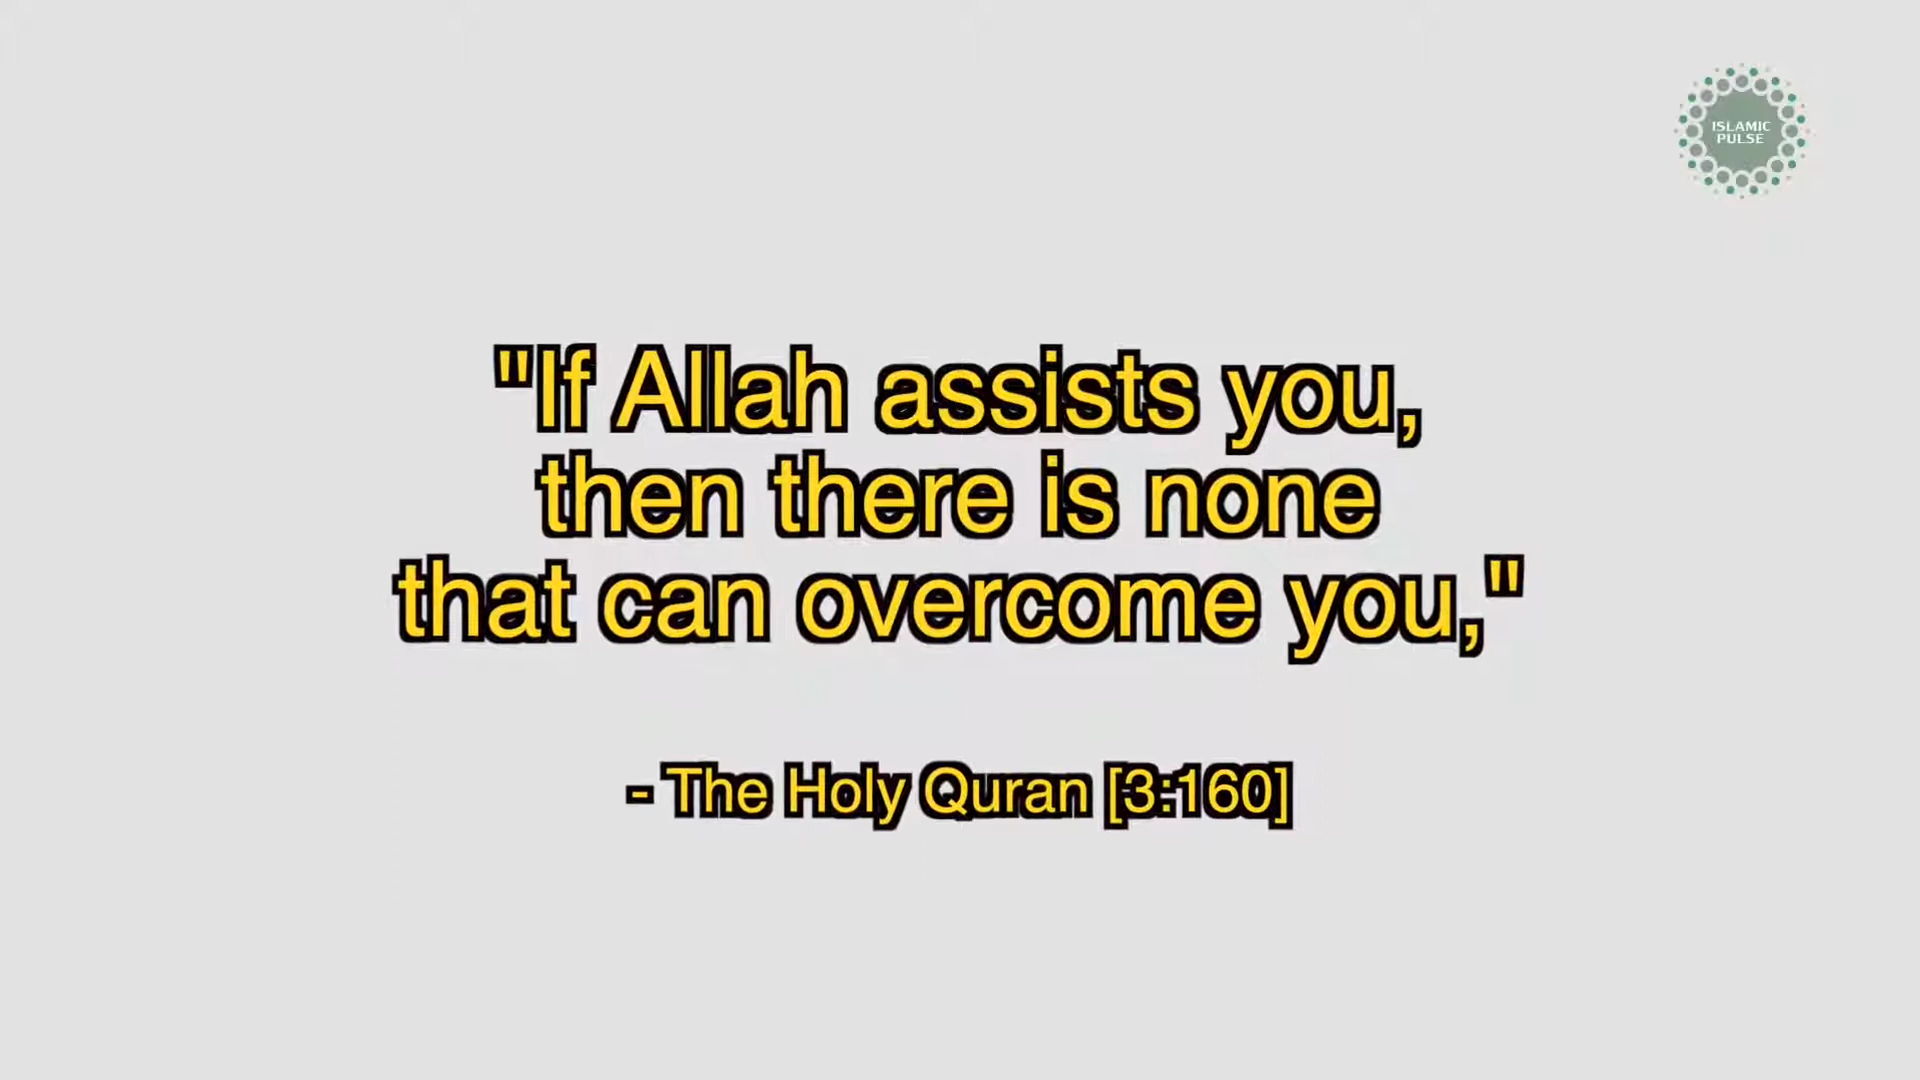 ISLAMIC
PULSE
"If Allah assists you,
then there is none
that can overcome you,"
- The Holy Quran [3:160]